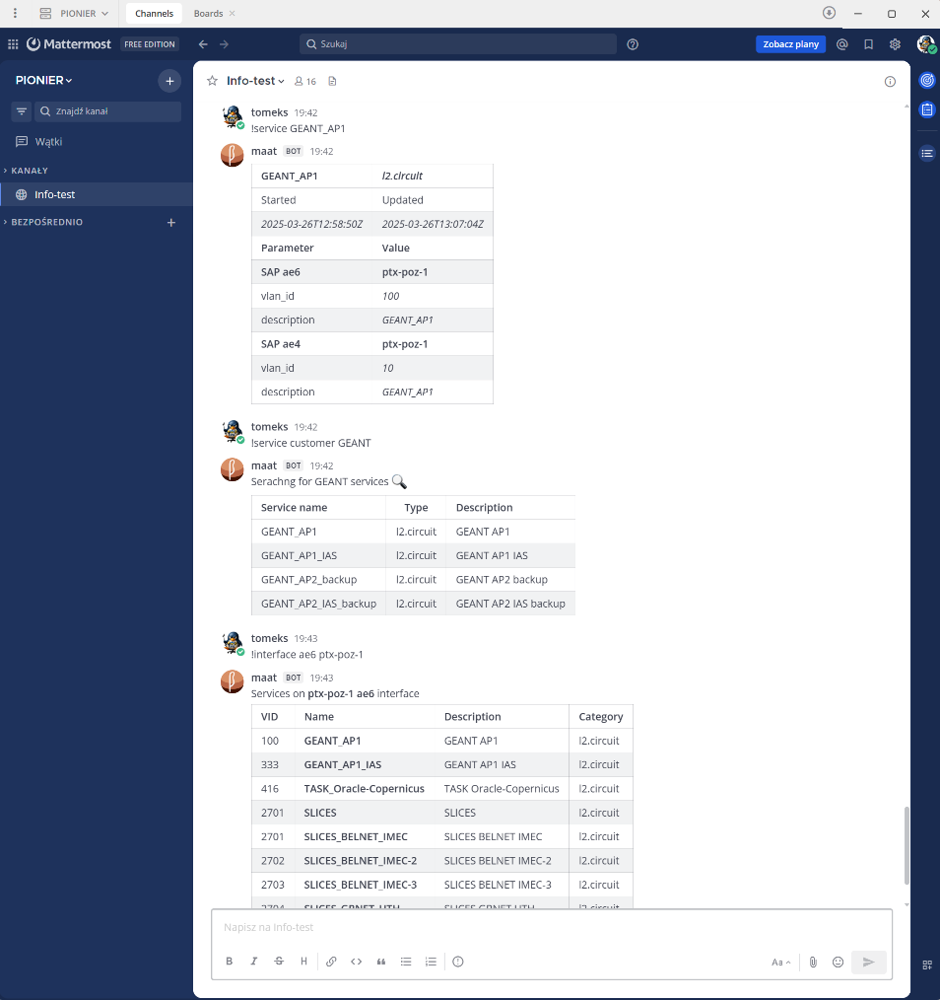 PIONIER
Channels
Boards
Mattermost
FREE EDITION
Szukaj
Zobacz plany
PIONIER
Znajdź kanał
Wątki
KANAŁY
Info-test
BEZPOŚREDNIO
Info-test
16
tomeks 19:42
!service GEANT_AP1
maat BOT 19:42
GEANT_AP1 l2.circuit
Started Updated
2025-03-26T12:58:50Z 2025-03-26T13:07:04Z
Parameter Value
SAP ae6 ptx-poz-1
vlan_id 100
description GEANT_AP1
SAP ae4 ptx-poz-1
vlan_id 10
description GEANT_AP1
tomeks 19:42
!service customer GEANT
maat BOT 19:42
Serachng for GEANT services
Service name Type Description
GEANT_AP1 l2.circuit GEANT AP1
GEANT_AP1_IAS l2.circuit GEANT AP1 IAS
GEANT_AP2_backup l2.circuit GEANT AP2 backup
GEANT_AP2_IAS_backup l2.circuit GEANT AP2 IAS backup
tomeks 19:43
!interface ae6 ptx-poz-1
maat BOT 19:43
Services on ptx-poz-1 ae6 interface
VID Name Description Category
100 GEANT_AP1 GEANT AP1 l2.circuit
333 GEANT_AP1_IAS GEANT AP1 IAS l2.circuit
416 TASK_Oracle-Copernicus TASK Oracle-Copernicus l2.circuit
2701 SLICES SLICES l2.circuit
2701 SLICES_BELNET_IMEC SLICES BELNET IMEC l2.circuit
2702 SLICES_BELNET_IMEC-2 SLICES BELNET IMEC-2 l2.circuit
2703 SLICES_BELNET_IMEC-3 SLICES BELNET IMEC-3 l2.circuit
2704 SLICES_GRNET_UTH SLICES GRNET UTH l2.circuit
Napisz na Info-test
B I S H
Aa